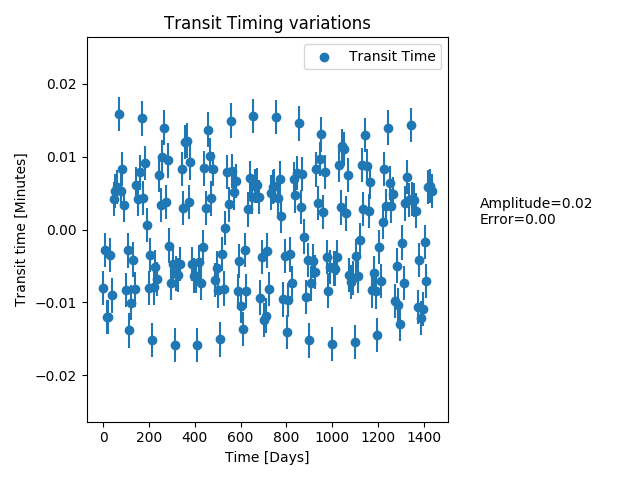 Transit Timing variations
Transit Time
0.02
0.01
0.00
−0.01
−0.02
Transit time [Minutes]
0 200 400 600 800 1000 1200 1400
Time [Days]
Amplitude=0.02
Error=0.00